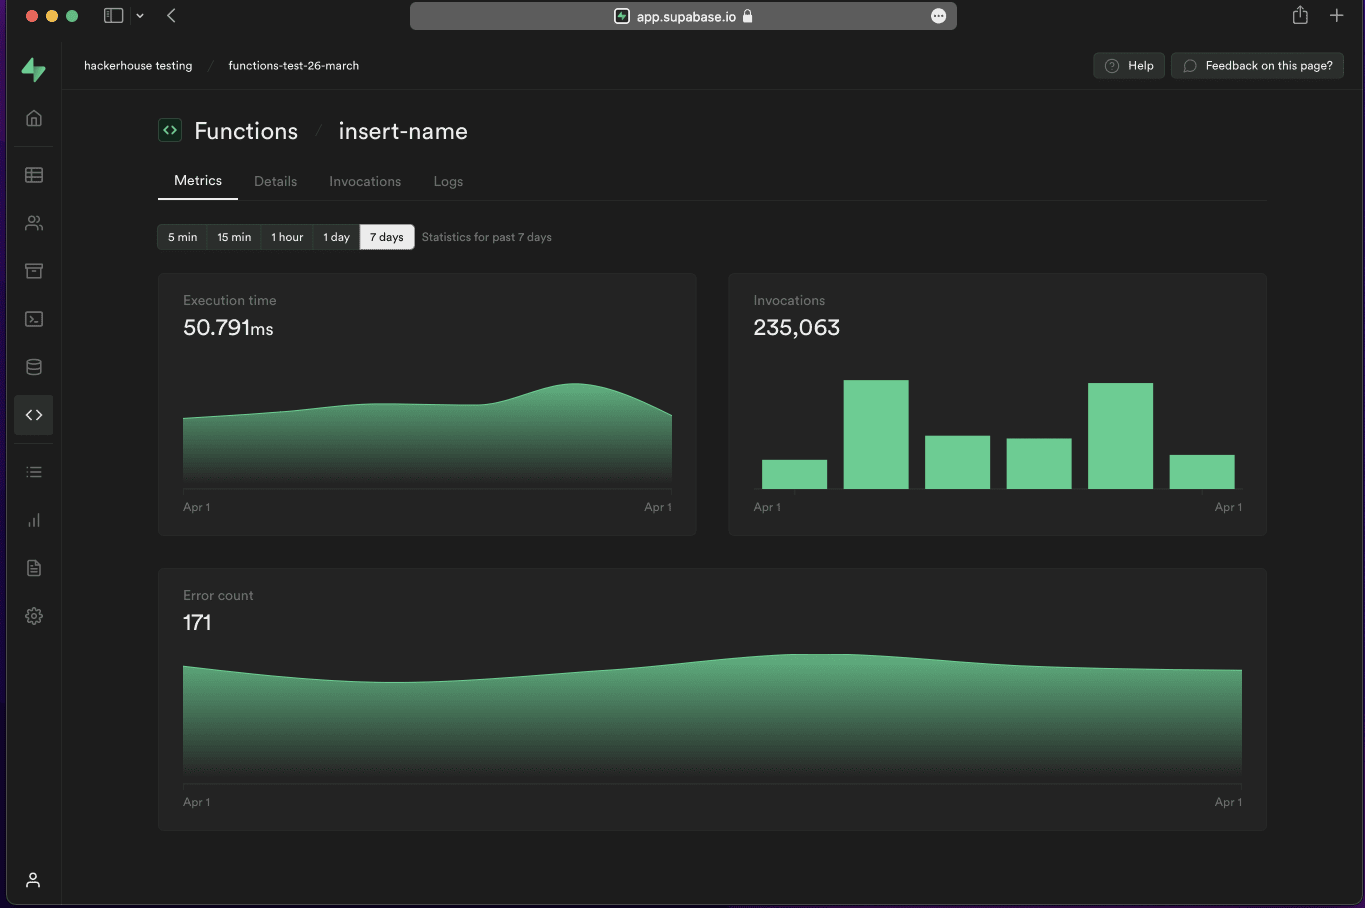 app.supabase.io
hackerhouse testing / functions-test-26-march
Help
Feedback on this page?
Functions / insert-name
Metrics Details Invocations Logs
5 min 15 min 1 hour 1 day 7 days Statistics for past 7 days
Execution time
50.791ms
Apr 1 Apr 1
Invocations
235,063
Apr 1 Apr 1
Error count
171
Apr 1 Apr 1